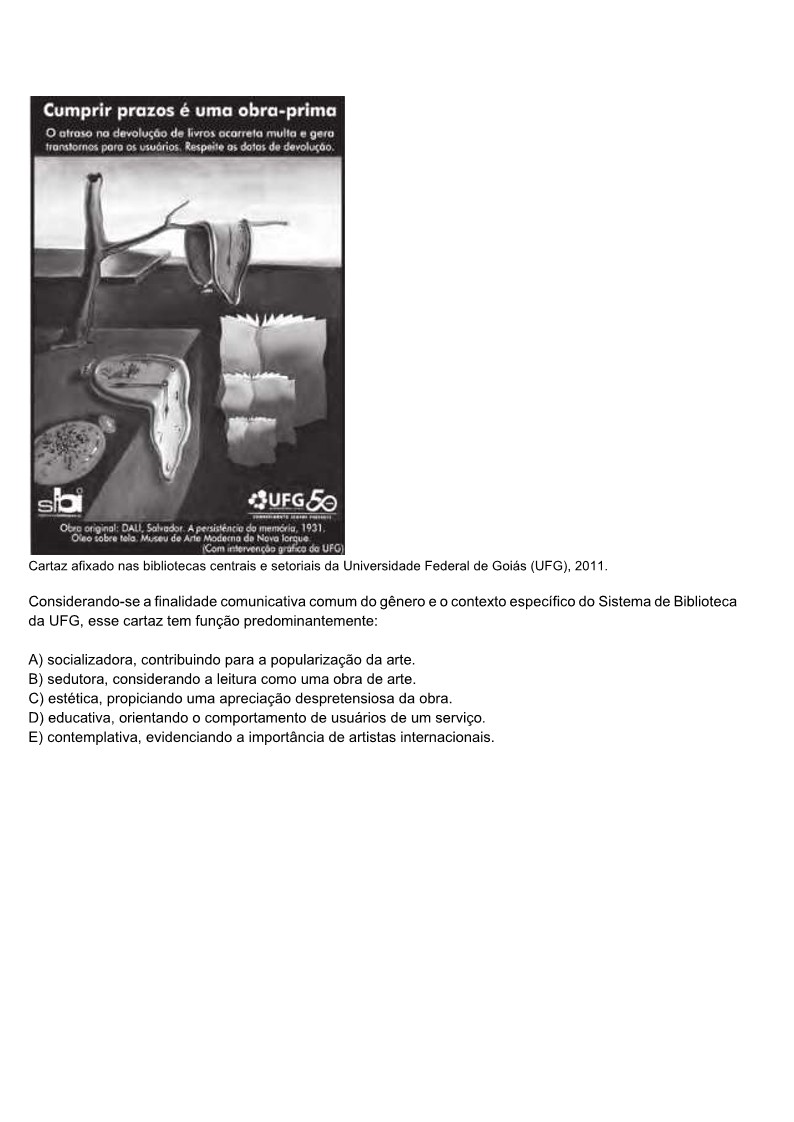 Cumprir prazos é uma obra-prima
O atraso na devolução de livros acarreta multa e gera
transtornos para os usuários. Respeite as datas de devolução.
sibi
UFG 50
Obra original: DALI, Salvador. A persistência da memória, 1931.
Óleo sobre tela. Museu de Arte Moderna de Nova Iorque.
(Com intervenção gráfica da UFG)
Cartaz afixado nas bibliotecas centrais e setoriais da Universidade Federal de Goiás (UFG), 2011.
Considerando-se a finalidade comunicativa comum do gênero e o contexto específico do Sistema de Biblioteca
da UFG, esse cartaz tem função predominantemente:
A) socializadora, contribuindo para a popularização da arte.
B) sedutora, considerando a leitura como uma obra de arte.
C) estética, propiciando uma apreciação despretensiosa da obra.
D) educativa, orientando o comportamento de usuários de um serviço.
E) contemplativa, evidenciando a importância de artistas internacionais.